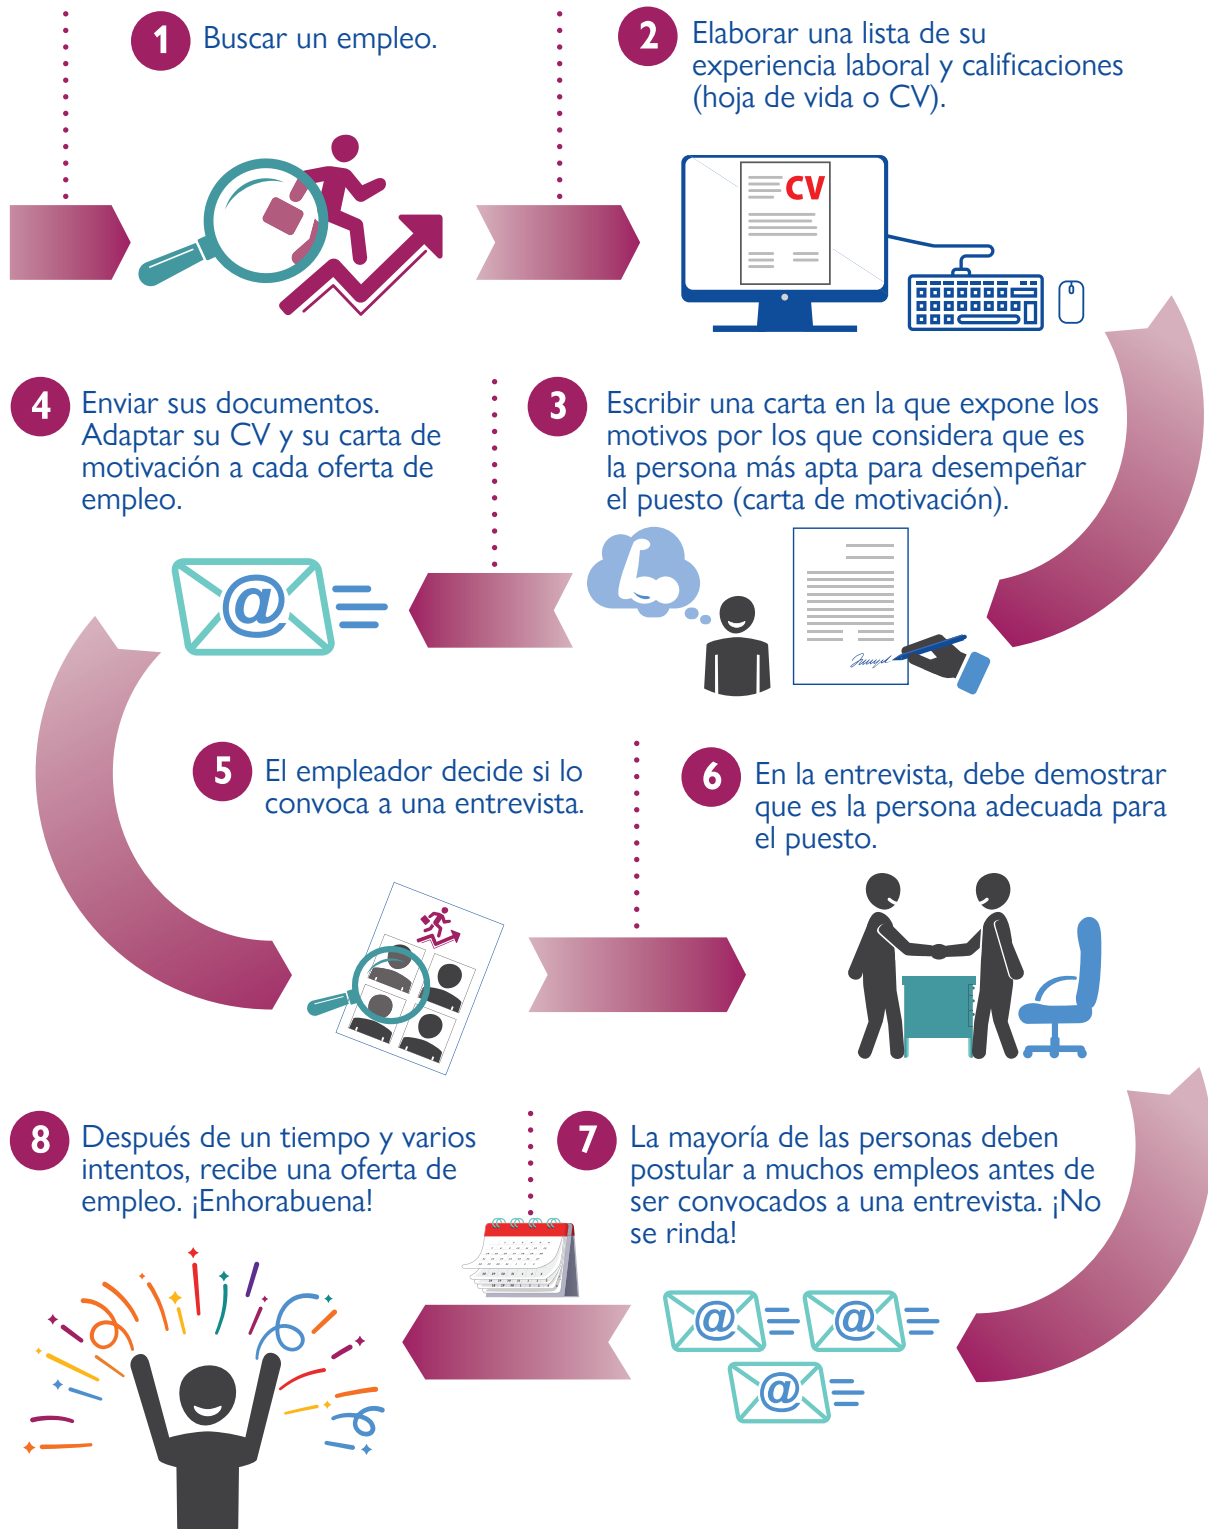 1
Buscar un empleo.
2
Elaborar una lista de su
experiencia laboral y calificaciones
(hoja de vida o CV).
CV
3
Escribir una carta en la que expone los
motivos por los que considera que es
la persona más apta para desempeñar
el puesto (carta de motivación).
4
Enviar sus documentos.
Adaptar su CV y su carta de
motivación a cada oferta de
empleo.
@
5
El empleador decide si lo
convoca a una entrevista.
6
En la entrevista, debe demostrar
que es la persona adecuada para
el puesto.
7
La mayoría de las personas deben
postular a muchos empleos antes de
ser convocados a una entrevista. ¡No
se rinda!
@
@
@
8
Después de un tiempo y varios
intentos, recibe una oferta de
empleo. ¡Enhorabuena!